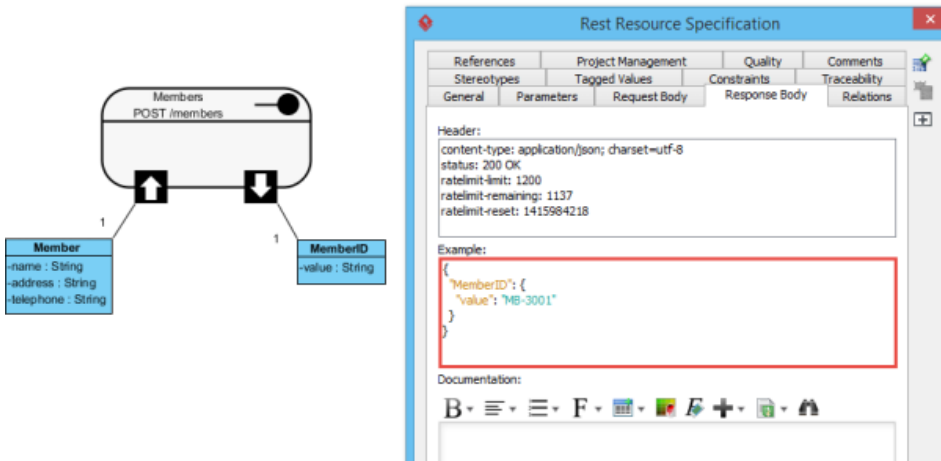 Members
POST /members
1
1
Member
-name : String
-address : String
-telephone : String
MemberID
-value : String
Rest Resource Specification
References Project Management Quality Comments
Stereotypes Tagged Values Constraints Traceability
General Parameters Request Body Response Body Relations
Header:
content-type: application/json; charset=utf-8
status: 200 OK
ratelimit-limit: 1200
ratelimit-remaining: 1137
ratelimit-reset: 1415984218
Example:
{
"MemberID": {
"value": "MB-3001"
}
}
Documentation:
B F F